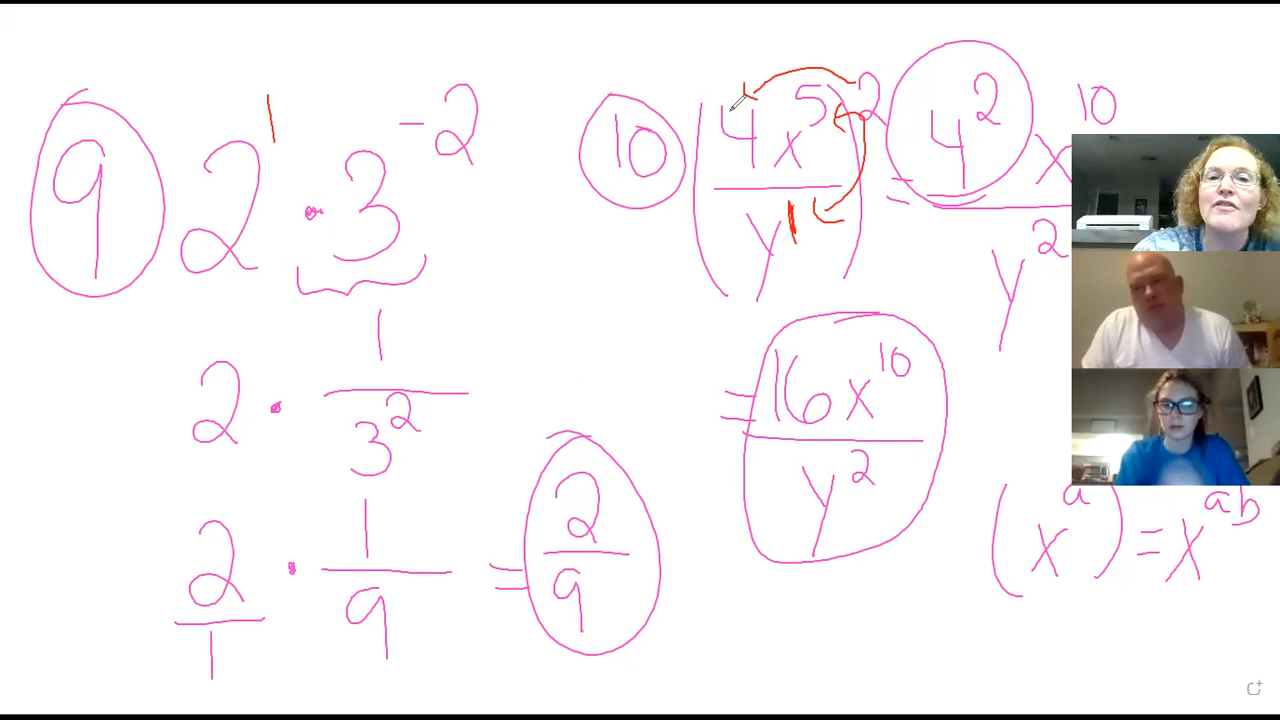 9 2¹ · 3⁻²
2 · 1/3²
2/1 · 1/9 = 2/9
10 (4x⁵/y¹)² = 4²x¹⁰/y²
= 16x¹⁰/y²
(xᵃ) = xᵃᵇ